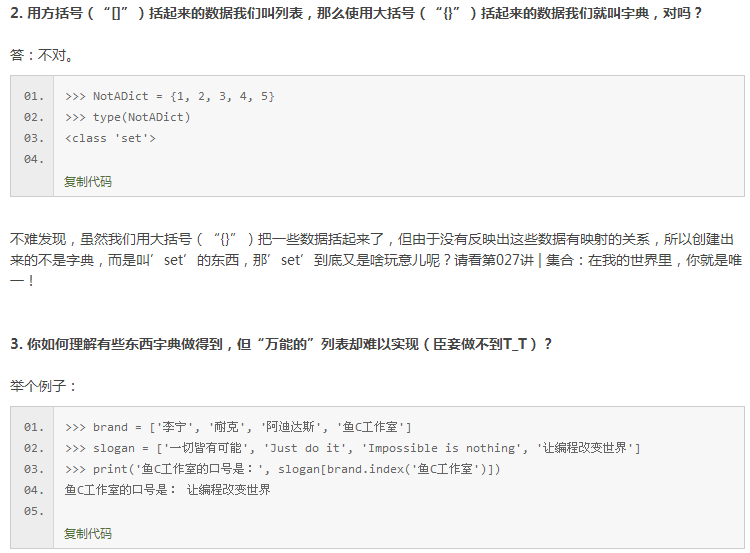 2. 用方括号（“[]”）括起来的数据我们叫列表，那么使用大括号（“{}”）括起来的数据我们就叫字典，对吗？
答：不对。
01. >>> NotADict = {1, 2, 3, 4, 5}
02. >>> type(NotADict)
03. <class 'set'>
04.
复制代码
不难发现，虽然我们用大括号（“{}”）把一些数据括起来了，但由于没有反映出这些数据有映射的关系，所以创建出
来的不是字典，而是叫’set’的东西，那’set’到底又是啥玩意儿呢？请看第027讲 | 集合：在我的世界里，你就是唯
一！
3. 你如何理解有些东西字典做得到，但“万能的”列表却难以实现（臣妾做不到T_T）？
举个例子：
01. >>> brand = ['李宁', '耐克', '阿迪达斯', '鱼C工作室']
02. >>> slogan = ['一切皆有可能', 'Just do it', 'Impossible is nothing', '让编程改变世界']
03. >>> print('鱼C工作室的口号是：', slogan[brand.index('鱼C工作室')])
04. 鱼C工作室的口号是： 让编程改变世界
05.
复制代码